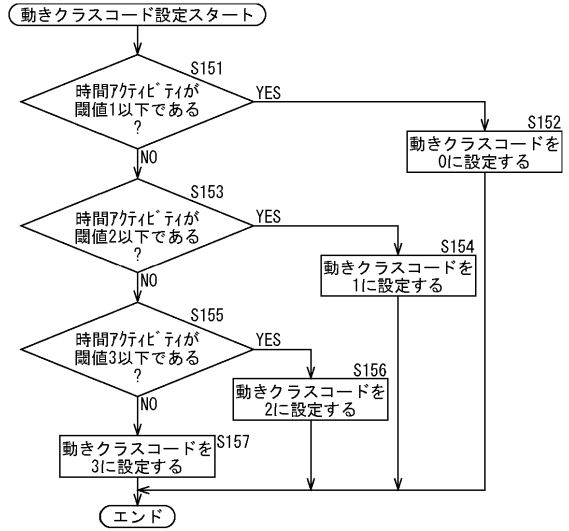 動きクラスコード設定スタート
S151
時間ｱｸﾃｨﾋﾞﾃｨが
閾値1以下である
?
YES
NO
S152
動きクラスコードを
0に設定する
S153
時間ｱｸﾃｨﾋﾞﾃｨが
閾値2以下である
?
YES
NO
S154
動きクラスコードを
1に設定する
S155
時間ｱｸﾃｨﾋﾞﾃｨが
閾値3以下である
?
YES
NO
S156
動きクラスコードを
2に設定する
S157
動きクラスコードを
3に設定する
エンド